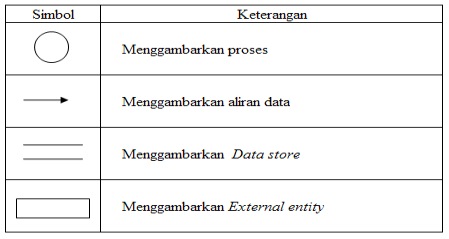 Simbol Keterangan
Menggambarkan proses
Menggambarkan aliran data
Menggambarkan Data store
Menggambarkan External entity